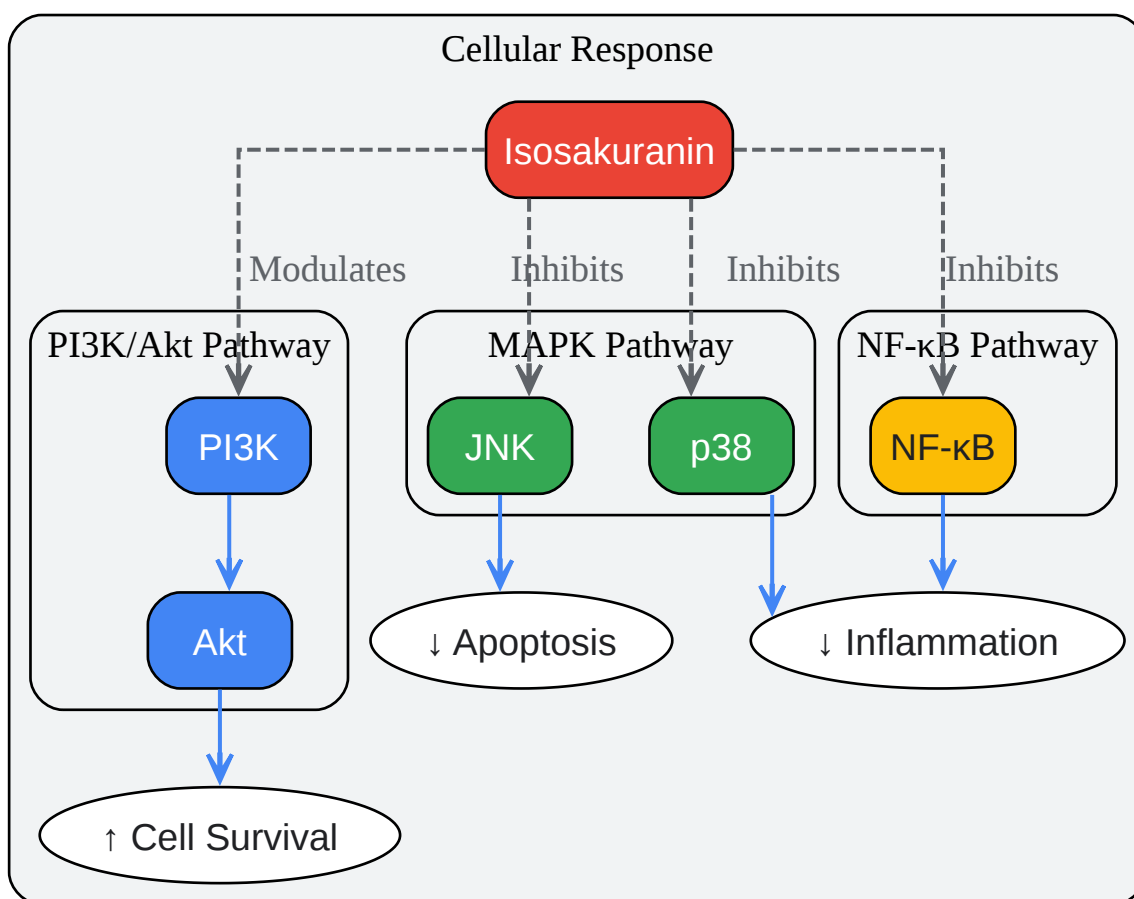 Cellular Response
Isosakuranin
Modulates
Inhibits
Inhibits
Inhibits
PI3K/Akt Pathway
MAPK Pathway
NF-κB Pathway
PI3K
JNK
p38
NF-κB
Akt
↓ Apoptosis
↓ Inflammation
↑ Cell Survival